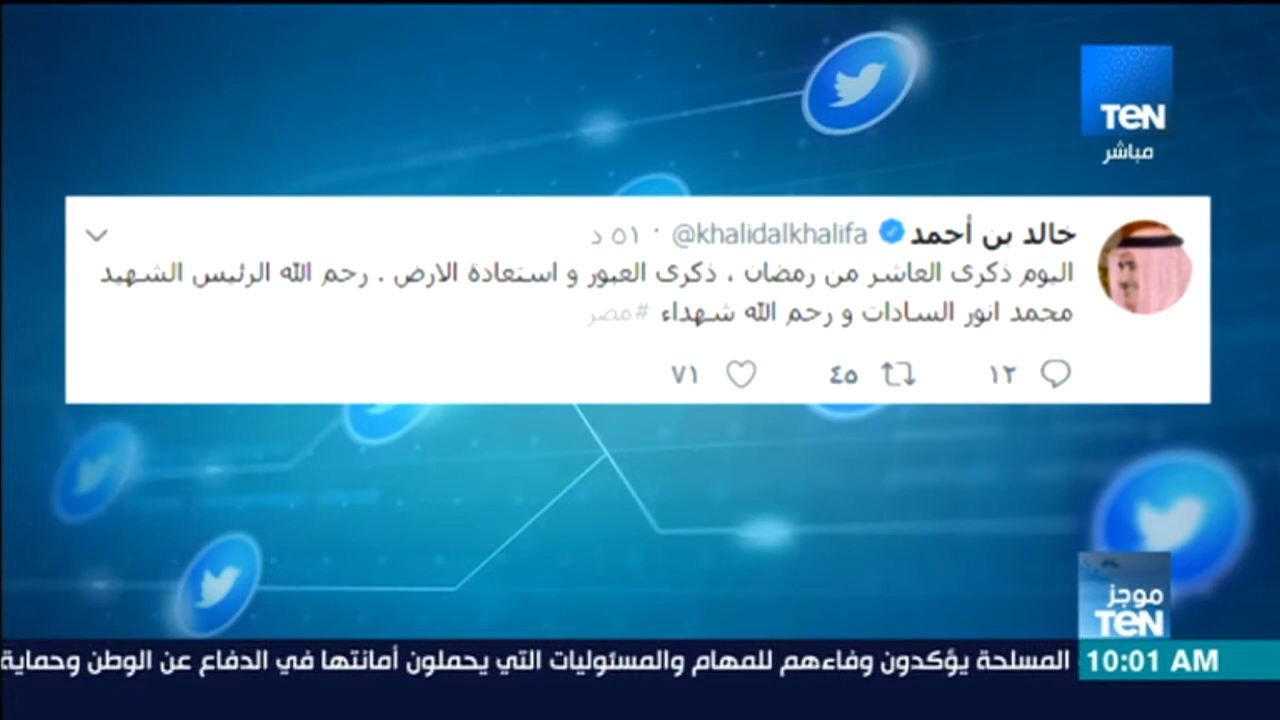 TEN
مباشر
خالد بن أحمد @khalidalkhalifa · ٥١ د
اليوم ذكرى العاشر من رمضان ، ذكرى العبور و استعادة الارض . رحم الله الرئيس الشهيد
محمد انور السادات و رحم الله شهداء #مصر
١٢ ٤٥ ٧١
موجز
TEN
10:01 AM المسلحة يؤكدون وفاءهم للمهام والمسئوليات التي يحملون أمانتها في الدفاع عن الوطن وحماية